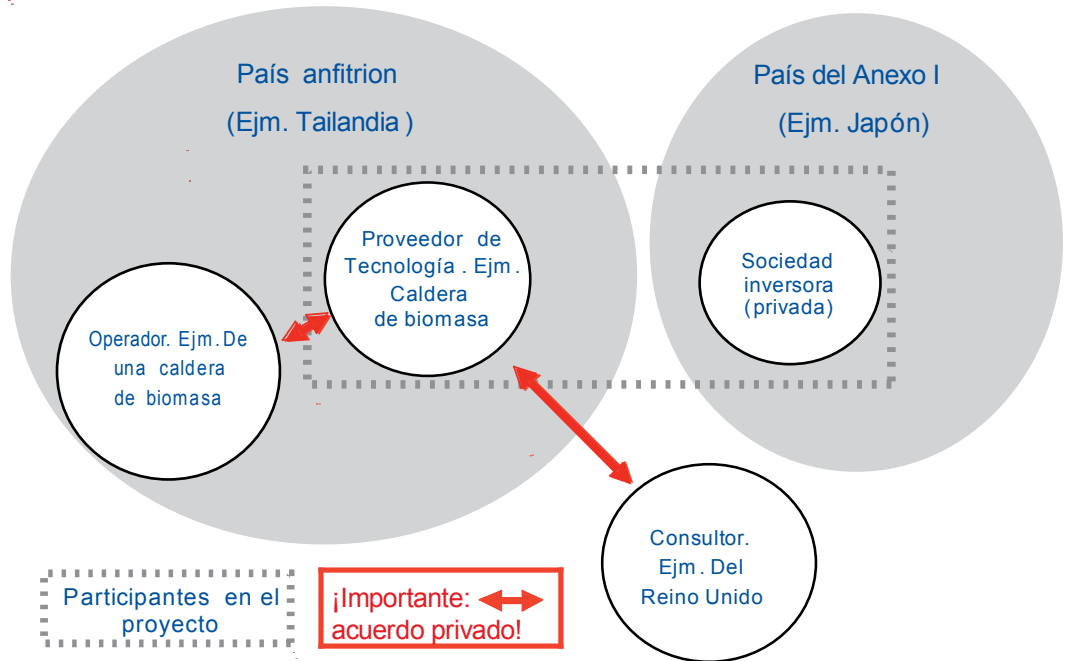 País anfitrion
(Ejm. Tailandia )
País del Anexo I
(Ejm. Japón)
Proveedor de
Tecnología . Ejm .
Caldera
de biomasa
Sociedad
inversora
(privada)
Operador. Ejm. De
una caldera
de biomasa
Consultor.
Ejm . Del
Reino Unido
Participantes en el
proyecto
¡Importante:
acuerdo privado!